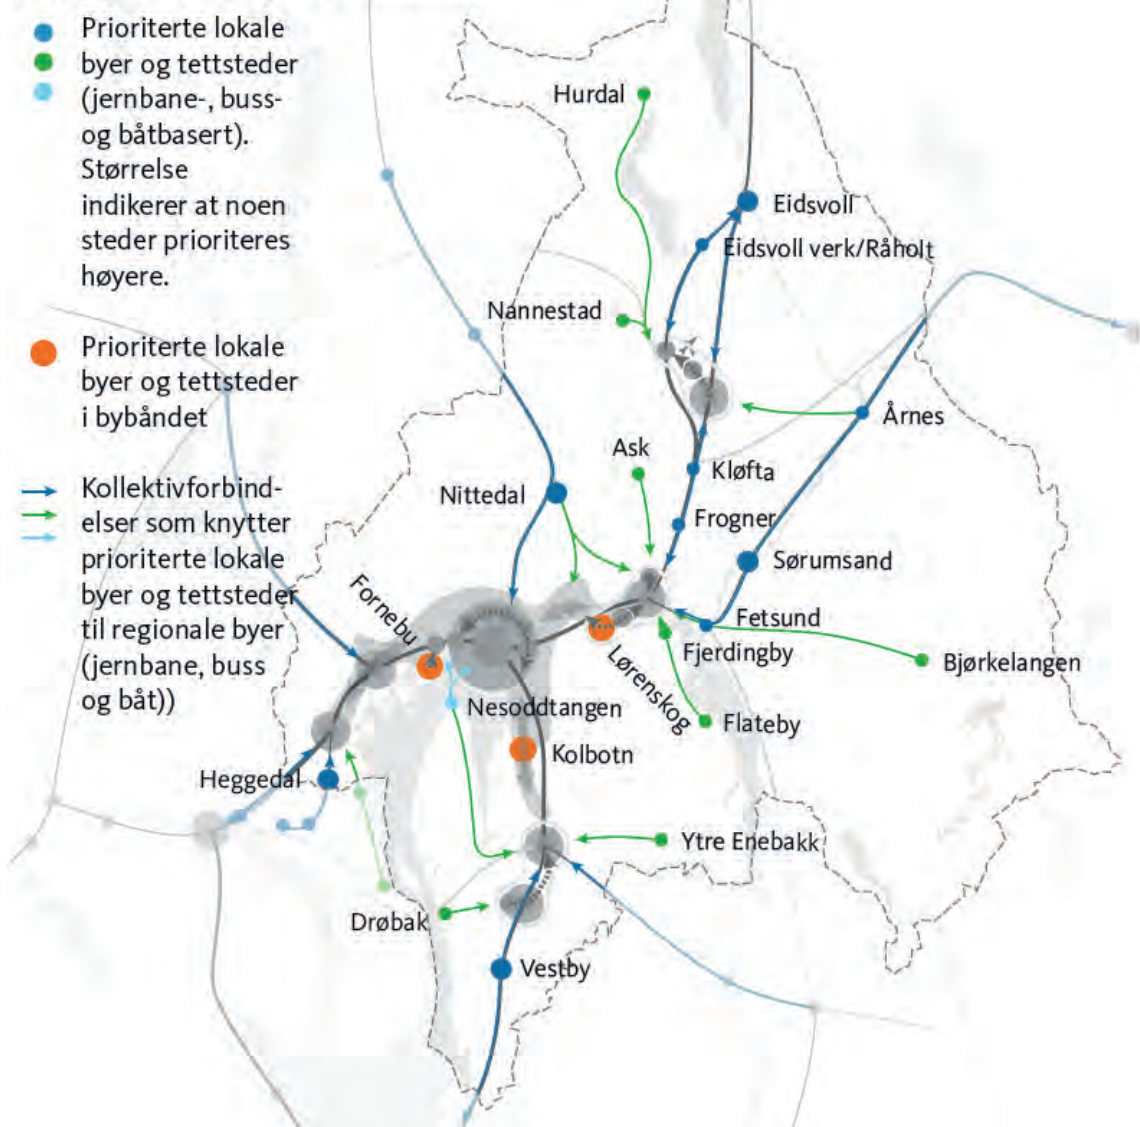 Prioriterte lokale
byer og tettsteder
(jernbane-, buss-
og båtbasert).
Størrelse
indikerer at noen
steder prioriteres
høyere.
Prioriterte lokale
byer og tettsteder
i bybåndet
Kollektivforbind-
elser som knytter
prioriterte lokale
byer og tettsteder
til regionale byer
(jernbane, buss
og båt))
Hurdal
Eidsvoll
Eidsvoll verk/Råholt
Nannestad
Årnes
Ask
Kløfta
Nittedal
Frogner
Sørumsand
Fornebu
Fetsund
Fjerdingby
Bjørkelangen
Lørenskog
Nesoddtangen
Flateby
Kolbotn
Heggedal
Ytre Enebakk
Drøbak
Vestby